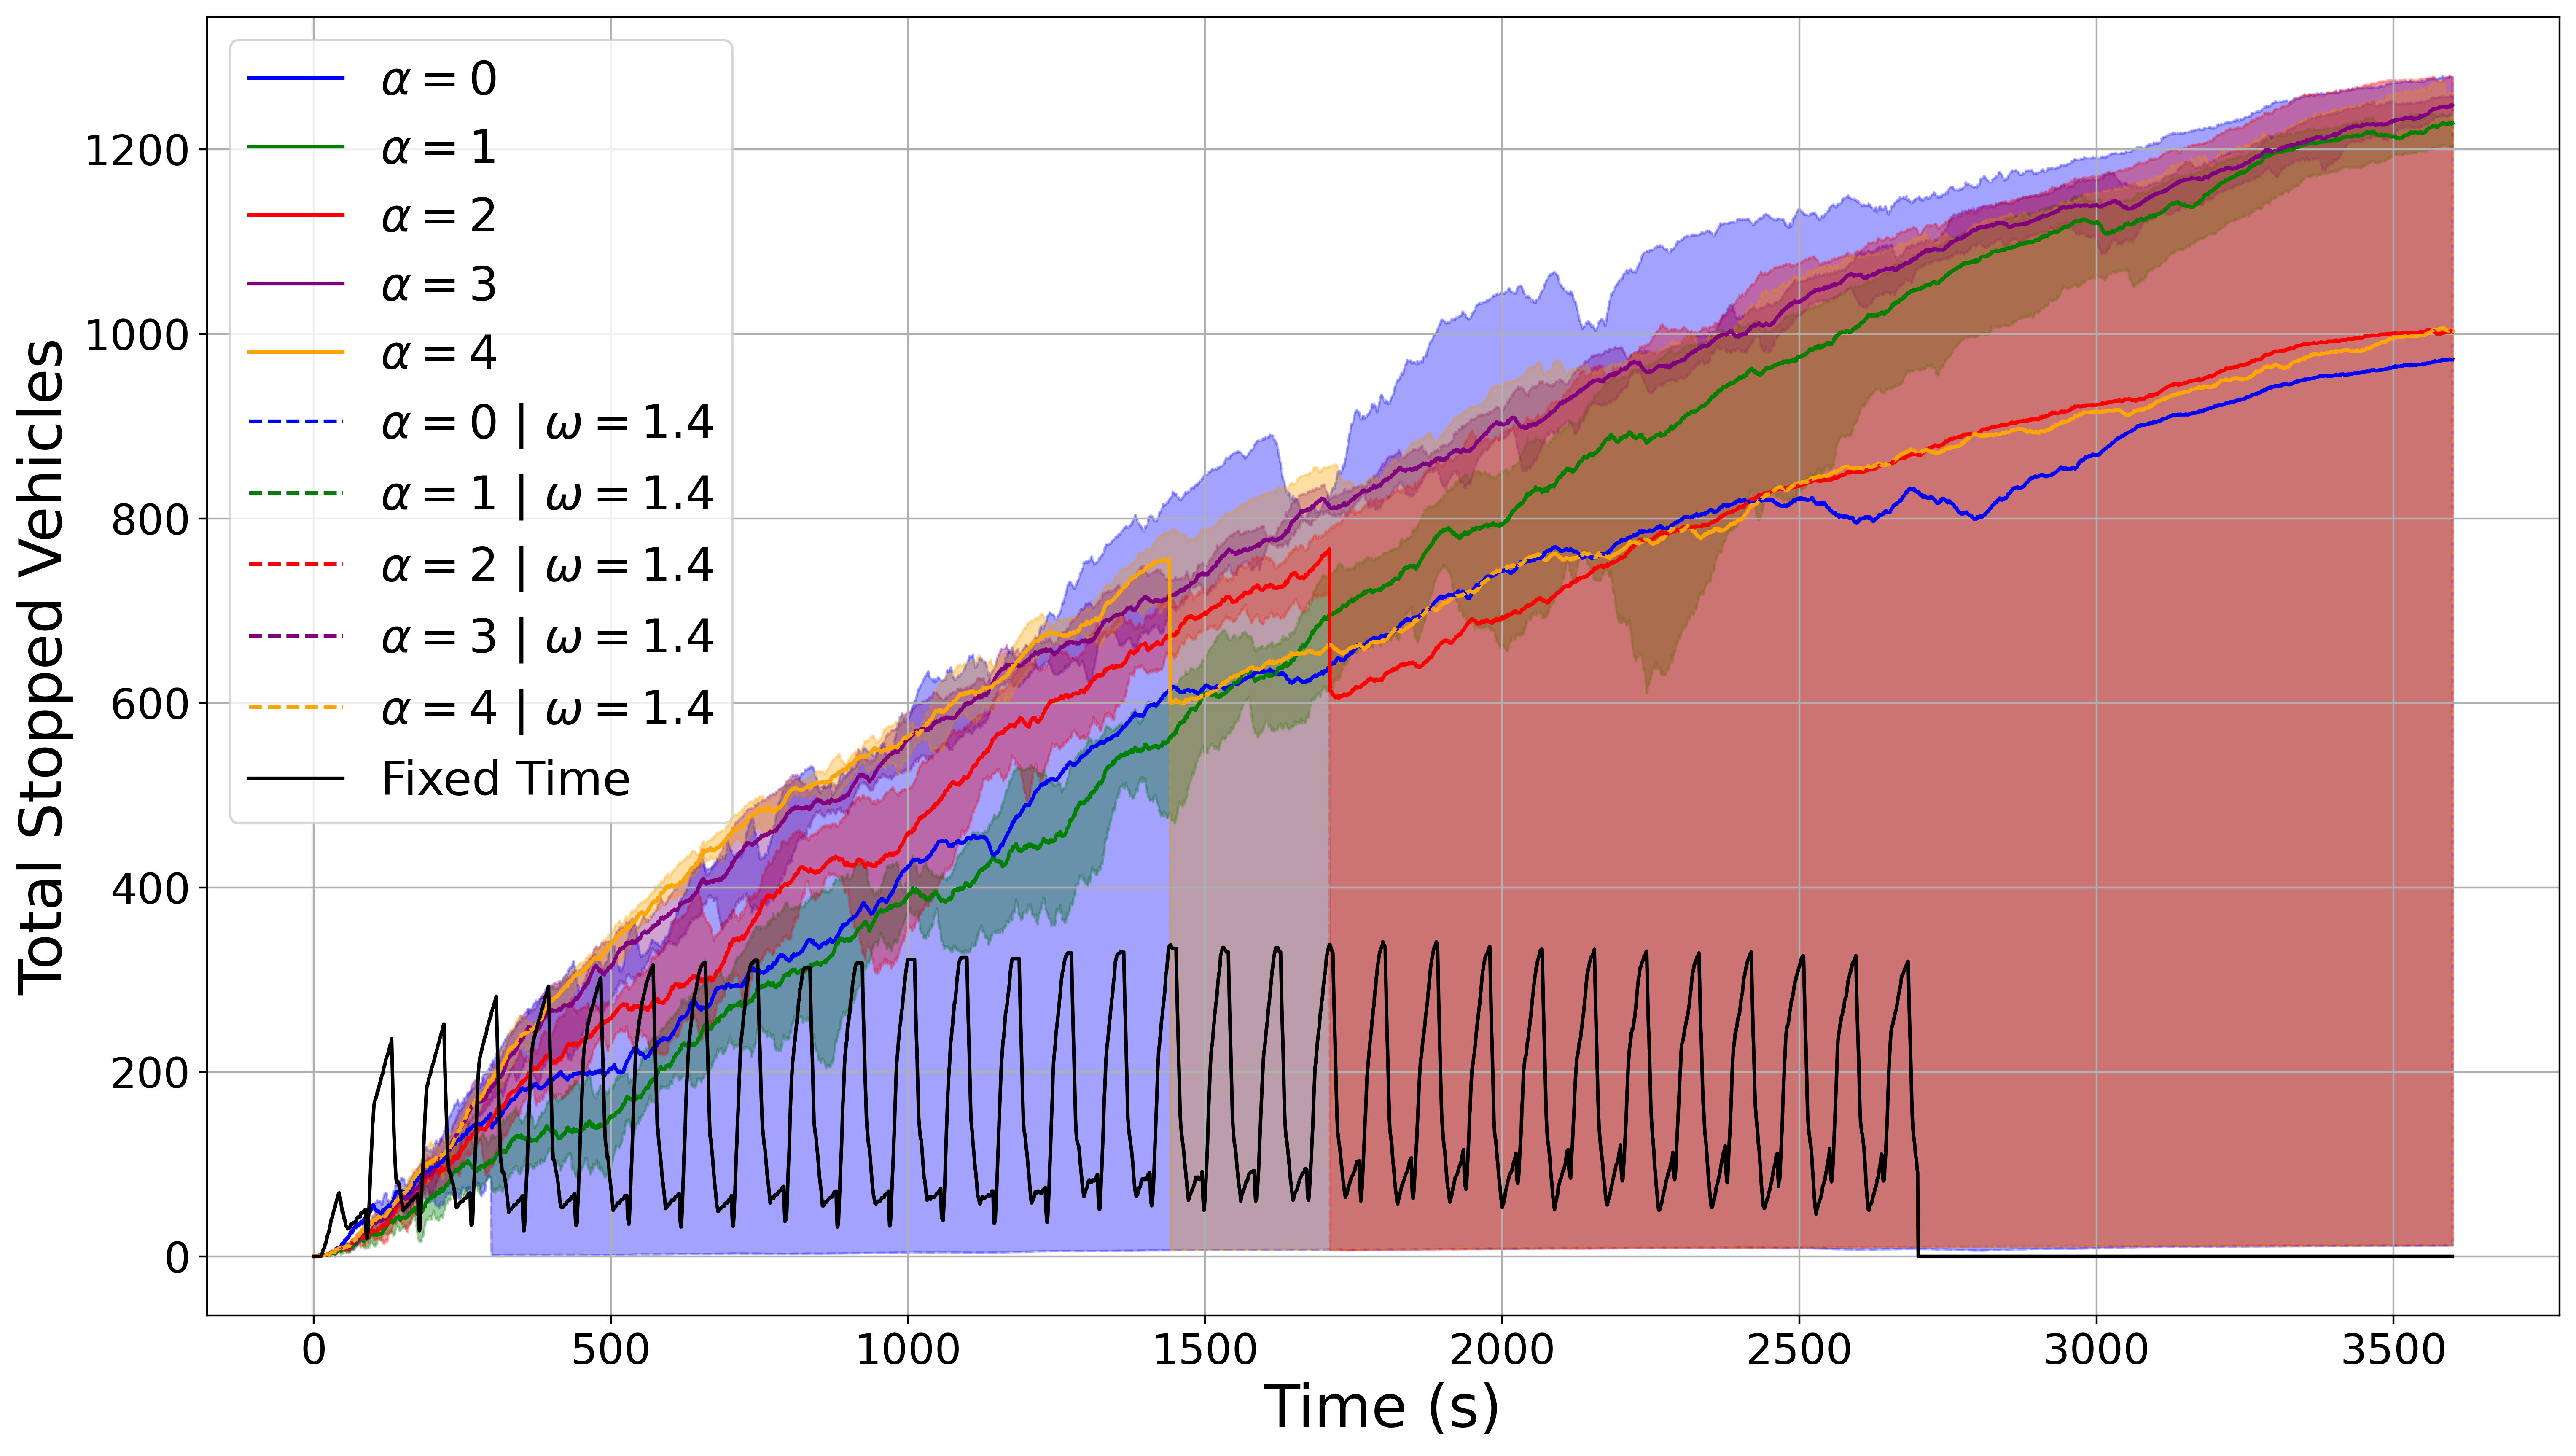 α = 0
α = 1
α = 2
α = 3
α = 4
α = 0 | ω = 1.4
α = 1 | ω = 1.4
α = 2 | ω = 1.4
α = 3 | ω = 1.4
α = 4 | ω = 1.4
Fixed Time
Total Stopped Vehicles
1200
1000
800
600
400
200
0
0 500 1000 1500 2000 2500 3000 3500
Time (s)